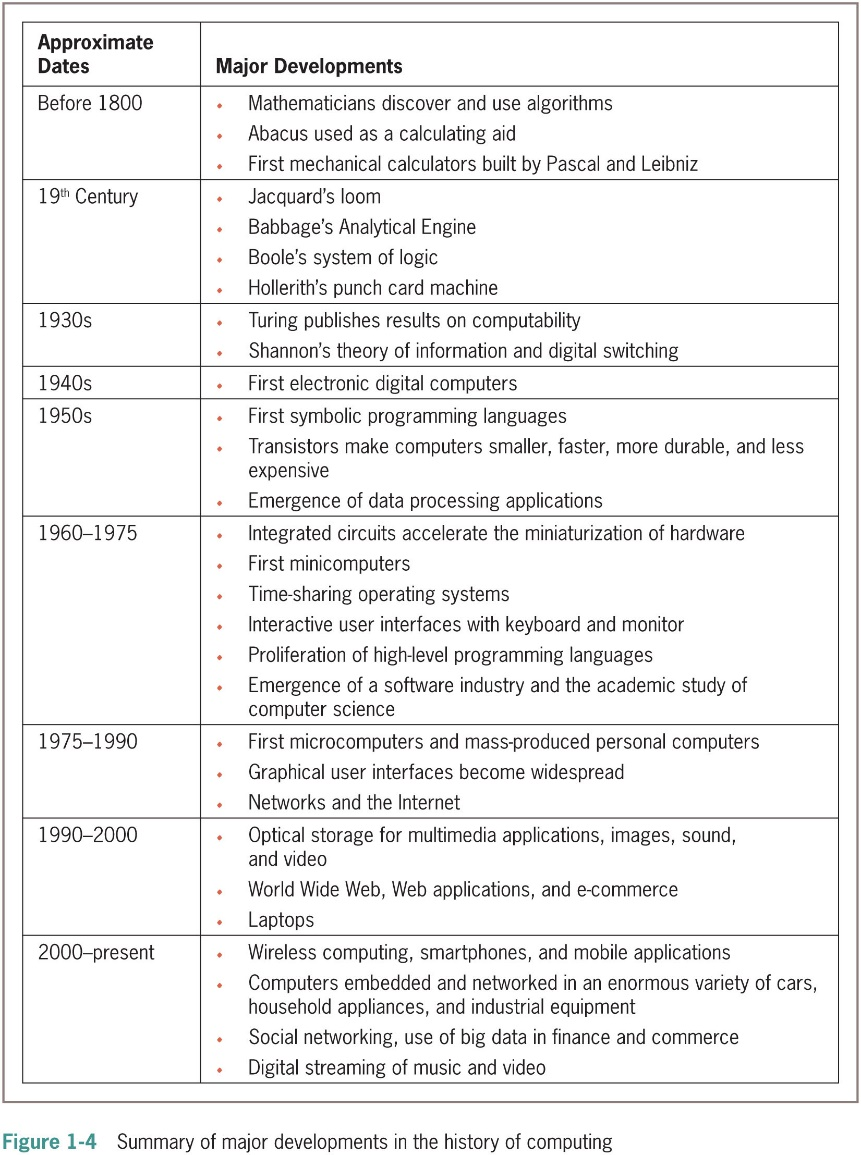 Approximate
Dates
Major Developments
Before 1800
• Mathematicians discover and use algorithms
• Abacus used as a calculating aid
• First mechanical calculators built by Pascal and Leibniz
19th Century
• Jacquard's loom
• Babbage's Analytical Engine
• Boole's system of logic
• Hollerith's punch card machine
1930s
• Turing publishes results on computability
• Shannon's theory of information and digital switching
1940s
• First electronic digital computers
1950s
• First symbolic programming languages
• Transistors make computers smaller, faster, more durable, and less
expensive
• Emergence of data processing applications
1960–1975
• Integrated circuits accelerate the miniaturization of hardware
• First minicomputers
• Time-sharing operating systems
• Interactive user interfaces with keyboard and monitor
• Proliferation of high-level programming languages
• Emergence of a software industry and the academic study of
computer science
1975–1990
• First microcomputers and mass-produced personal computers
• Graphical user interfaces become widespread
• Networks and the Internet
1990–2000
• Optical storage for multimedia applications, images, sound,
and video
• World Wide Web, Web applications, and e-commerce
• Laptops
2000–present
• Wireless computing, smartphones, and mobile applications
• Computers embedded and networked in an enormous variety of cars,
household appliances, and industrial equipment
• Social networking, use of big data in finance and commerce
• Digital streaming of music and video
Figure 1-4 Summary of major developments in the history of computing